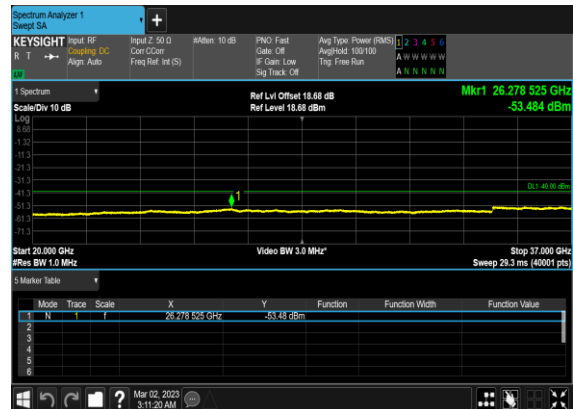 Spectrum Analyzer 1
Swept SA
+
KEYSIGHT Input: RF Input Z: 50 Ω #Atten: 10 dB PNO: Fast Avg Type: Power (RMS) 1 2 3 4 5 6
R T Coupling: DC Corr CCorr Gate: Off Avg|Hold: 100/100 A W W W W W
Align: Auto Freq Ref: Int (S) IF Gain: Low Trig: Free Run
LW Sig Track: Off A N N N N N
1 Spectrum Ref Lvl Offset 18.68 dB Mkr1 26.278 525 GHz
Scale/Div 10 dB Ref Level 18.68 dBm -53.484 dBm
Log
8.68
-1.32
-11.3
-21.3
-31.3
DL1 -40.00 dBm
-41.3
1
-51.3
-61.3
-71.3
Start 20.000 GHz Video BW 3.0 MHz* Stop 37.000 GHz
#Res BW 1.0 MHz Sweep 29.3 ms (40001 pts)
5 Marker Table
Mode Trace Scale X Y Function Function Width Function Value
1 N 1 f 26.278 525 GHz -53.48 dBm
2
3
4
5
6
? Mar 02, 2023
3:11:20 AM